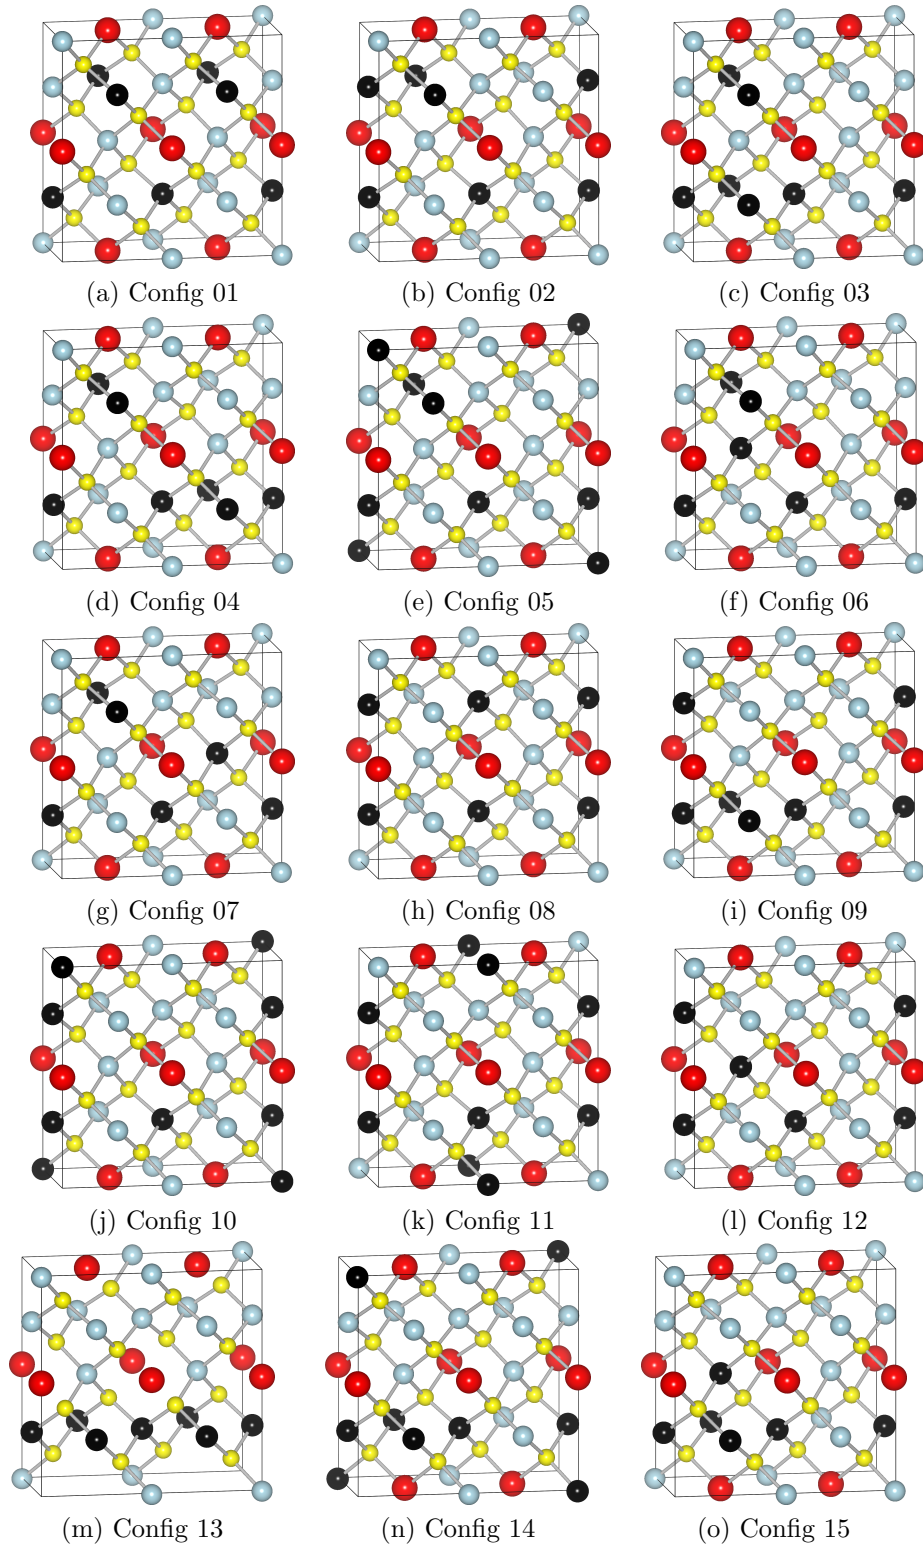 (a) Config 01 (b) Config 02 (c) Config 03
(d) Config 04 (e) Config 05 (f) Config 06
(g) Config 07 (h) Config 08 (i) Config 09
(j) Config 10 (k) Config 11 (l) Config 12
(m) Config 13 (n) Config 14 (o) Config 15